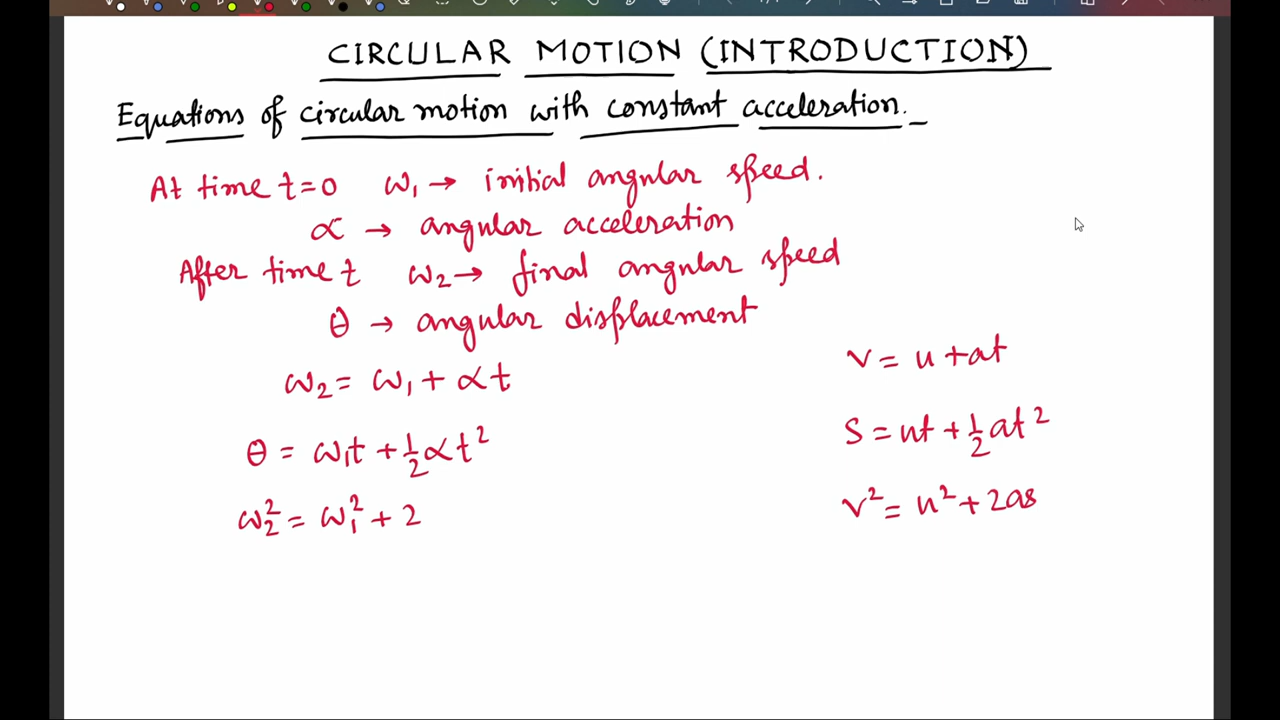 CIRCULAR MOTION (INTRODUCTION)
Equations of circular motion with constant acceleration.
At time t=0 ω₁ → initial angular speed.
α → angular acceleration
After time t ω₂ → final angular speed
θ → angular displacement
v = u + at
ω₂ = ω₁ + αt
S = ut + ½at²
θ = ω₁t + ½αt²
v² = u² + 2as
ω₂² = ω₁² + 2